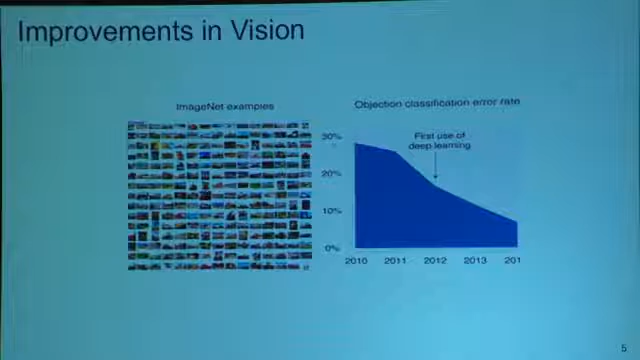 Improvements in Vision
ImageNet examples
Objection classification error rate
First use of
deep learning
30%
20%
10%
0%
2010 2011 2012 2013 201
5